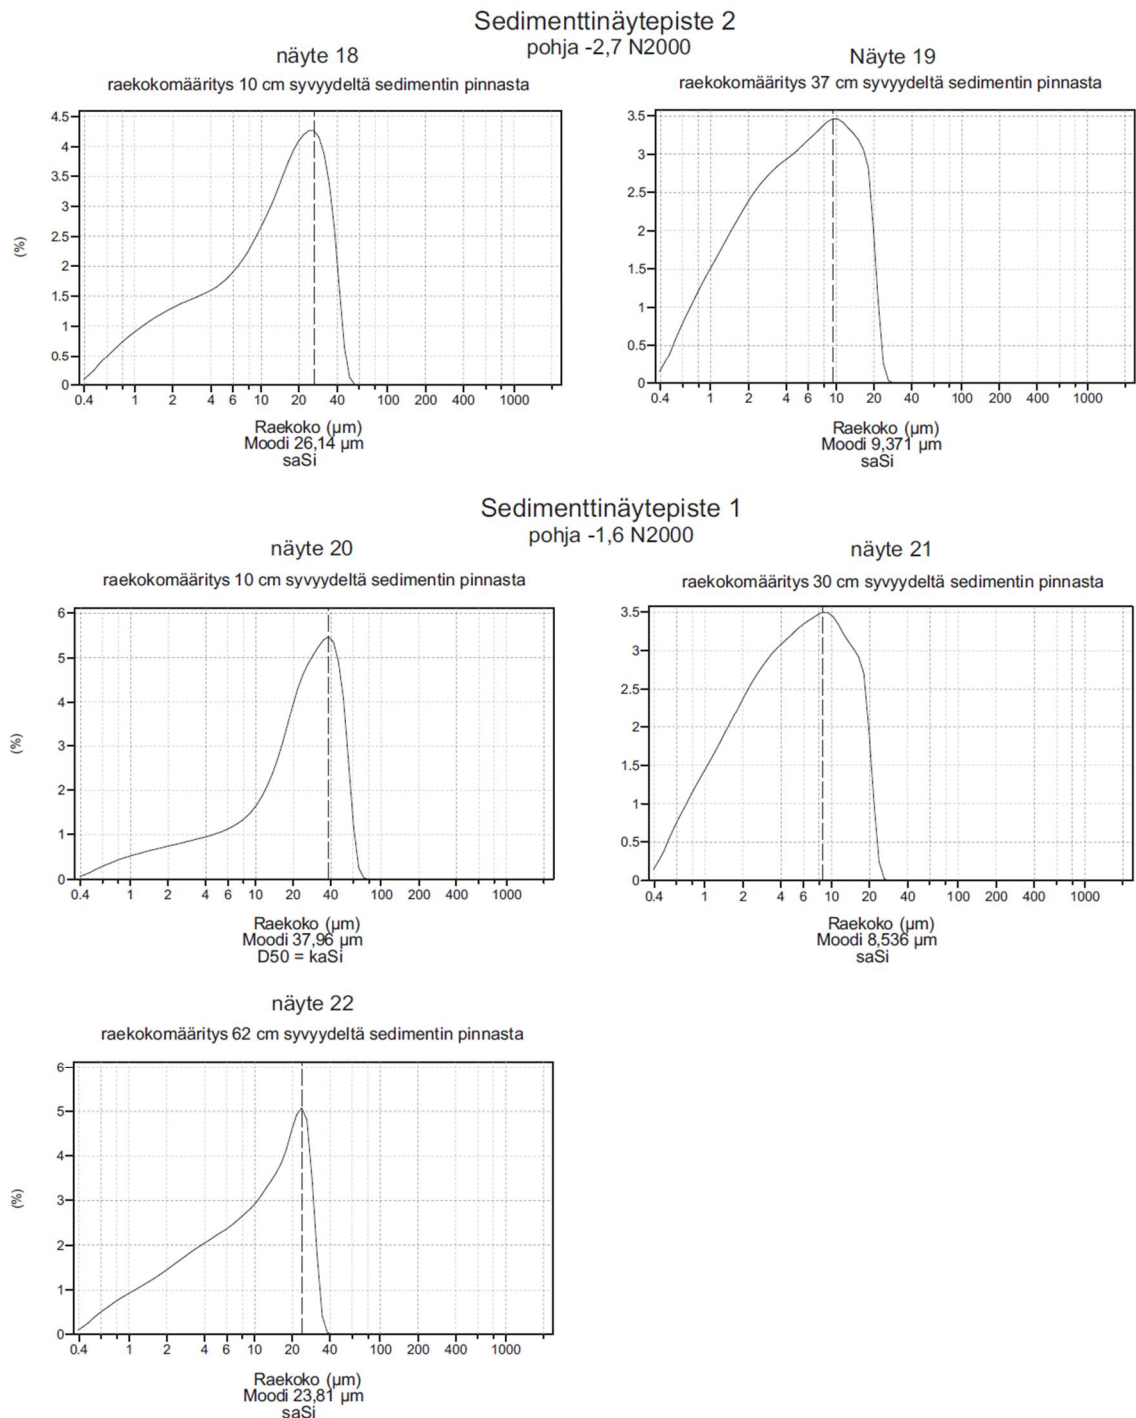 Sedimenttinäytepiste 2
pohja -2,7 N2000
näyte 18
raekokomääritys 10 cm syvyydeltä sedimentin pinnasta
4.5
4
3.5
3
2.5
2
1.5
1
0.5
0
(%)
0.4 1 2 4 6 10 20 40 100 200 400 1000
Raekoko (µm)
Moodi 26,14 µm
saSi
Näyte 19
raekokomääritys 37 cm syvyydeltä sedimentin pinnasta
3.5
3
2.5
2
1.5
1
0.5
0
0.4 1 2 4 6 10 20 40 100 200 400 1000
Raekoko (µm)
Moodi 9,371 µm
saSi
Sedimenttinäytepiste 1
pohja -1,6 N2000
näyte 20
raekokomääritys 10 cm syvyydeltä sedimentin pinnasta
6
5
4
3
2
1
0
(%)
0.4 1 2 4 6 10 20 40 100 200 400 1000
Raekoko (µm)
Moodi 37,96 µm
D50 = kaSi
näyte 21
raekokomääritys 30 cm syvyydeltä sedimentin pinnasta
3.5
3
2.5
2
1.5
1
0.5
0
0.4 1 2 4 6 10 20 40 100 200 400 1000
Raekoko (µm)
Moodi 8,536 µm
saSi
näyte 22
raekokomääritys 62 cm syvyydeltä sedimentin pinnasta
6
5
4
3
2
1
0
(%)
0.4 1 2 4 6 10 20 40 100 200 400 1000
Raekoko (µm)
Moodi 23,81 µm
saSi